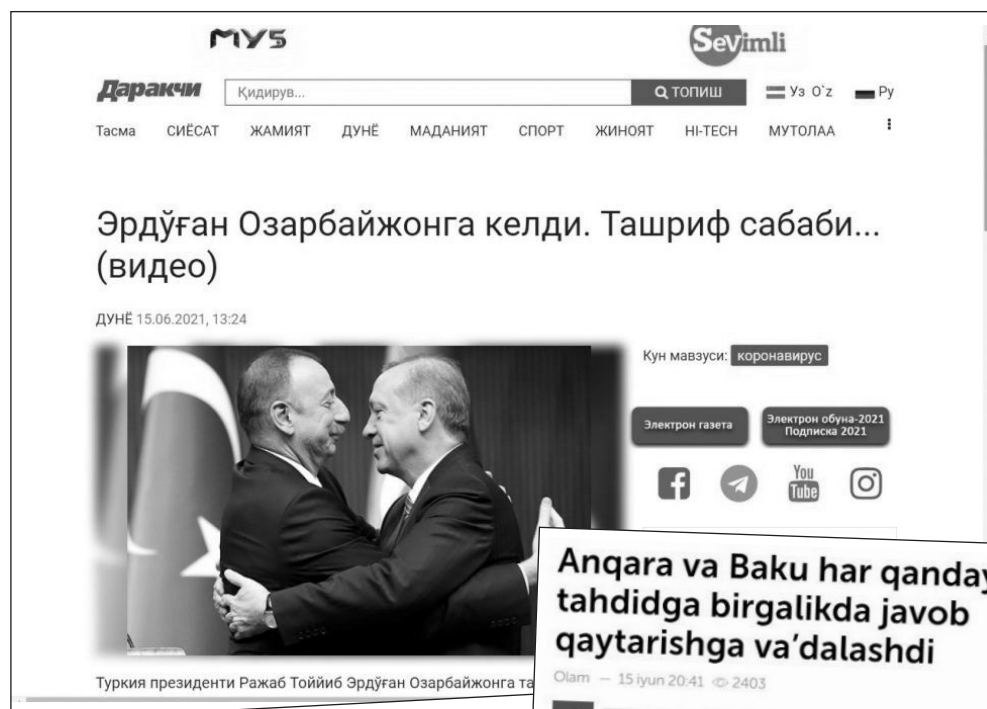 MY5
SeVimli
Даракчи
Қидирув...
ТОПИШ
Уз O`z
Ру
Тасма СИЁСАТ ЖАМИЯТ ДУНЁ МАДАНИЯТ СПОРТ ЖИНОЯТ HI-TECH МУТОЛАА
Эрдўған Озарбайжонга келди. Ташриф сабаби...
(видео)
ДУНЁ 15.06.2021, 13:24
Кун мавзуси: коронавирус
Электрон газета
Электрон обуна-2021
Подписка 2021
You
Tube
Туркия президенти Ражаб Тоййиб Эрдўған Озарбайжонга та
Anqara va Baku har qanday
tahdidga birgalikda javob
qaytarishga va’dalashdi
Olam — 15 iyun 20:41 2403